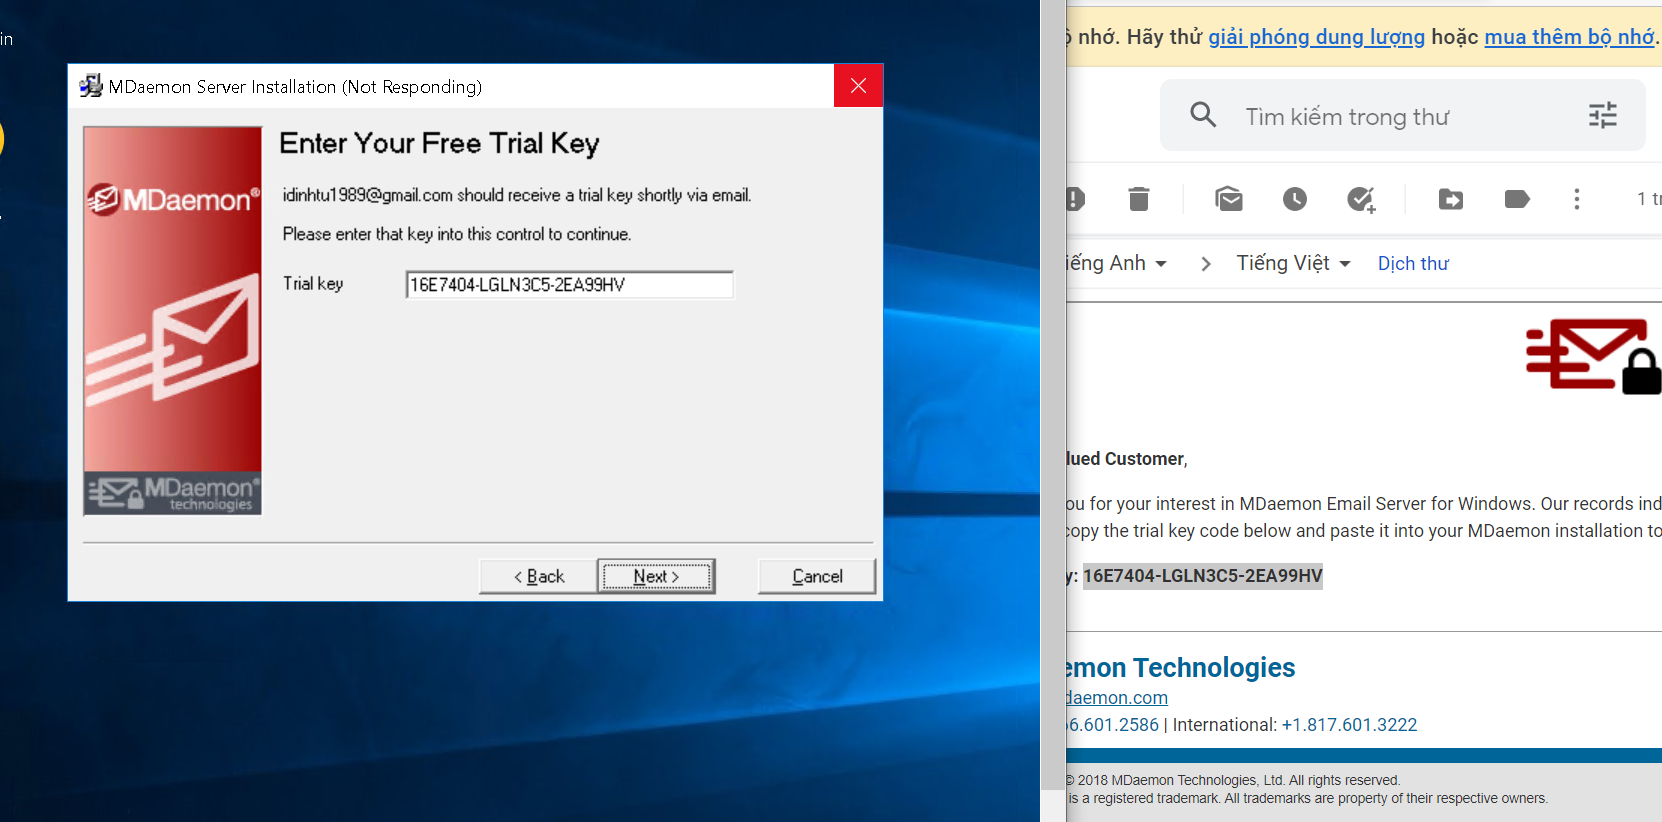 in
MDaemon Server Installation (Not Responding)
MDaemon®
MDaemon®
technologies
Enter Your Free Trial Key
idinhtu1989@gmail.com should receive a trial key shortly via email.
Please enter that key into this control to continue.
Trial key
16E7404-LGLN3C5-2EA99HV
< Back
Next >
Cancel
ộ nhớ. Hãy thử giải phóng dung lượng hoặc mua thêm bộ nhớ.
Tìm kiếm trong thư
1 tr
iếng Anh
Tiếng Việt
Dịch thư
lued Customer,
ou for your interest in MDaemon Email Server for Windows. Our records ind
copy the trial key code below and paste it into your MDaemon installation to
y: 16E7404-LGLN3C5-2EA99HV
emon Technologies
daemon.com
66.601.2586 | International: +1.817.601.3222
© 2018 MDaemon Technologies, Ltd. All rights reserved.
is a registered trademark. All trademarks are property of their respective owners.